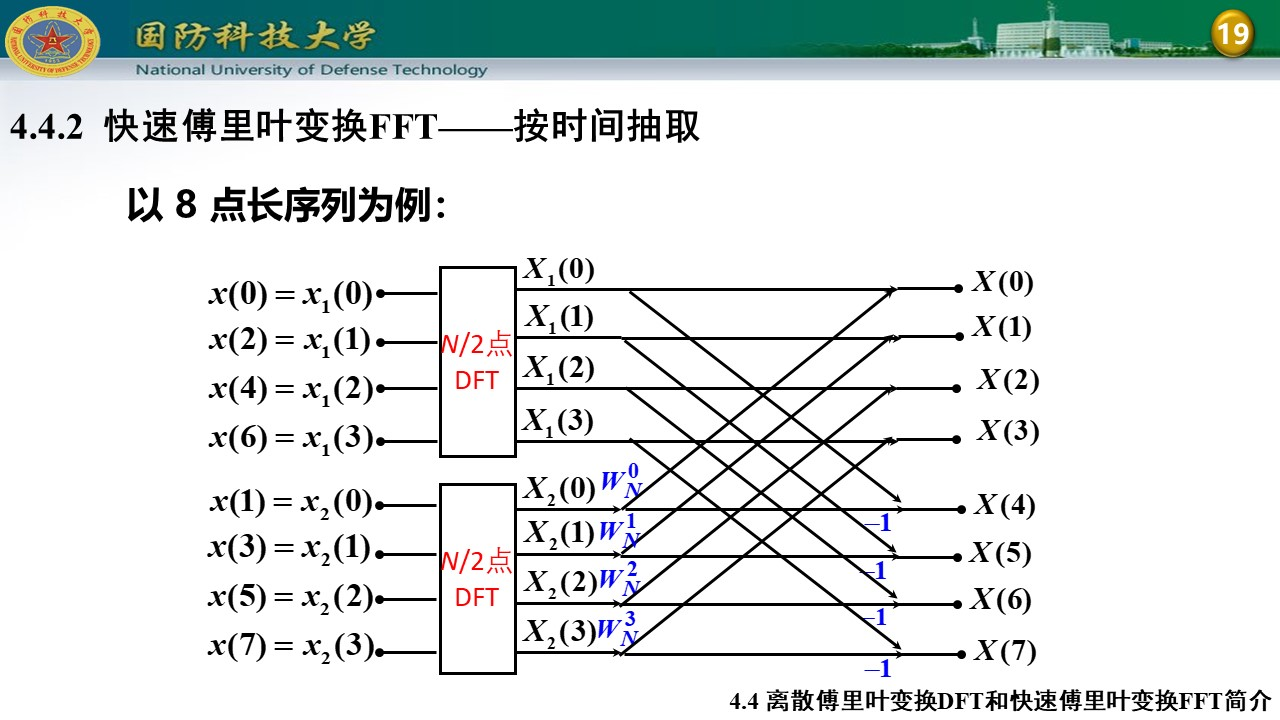 国防科技大学
National University of Defense Technology
19
4.4.2 快速傅里叶变换FFT——按时间抽取
以 8 点长序列为例：
x(0) = x₁(0)
x(2) = x₁(1)
x(4) = x₁(2)
x(6) = x₁(3)
x(1) = x₂(0)
x(3) = x₂(1)
x(5) = x₂(2)
x(7) = x₂(3)
N/2点
DFT
N/2点
DFT
X₁(0)
X₁(1)
X₁(2)
X₁(3)
X₂(0) W_N^0
X₂(1) W_N^1
X₂(2) W_N^2
X₂(3) W_N^3
–1
–1
–1
–1
X(0)
X(1)
X(2)
X(3)
X(4)
X(5)
X(6)
X(7)
4.4 离散傅里叶变换DFT和快速傅里叶变换FFT简介